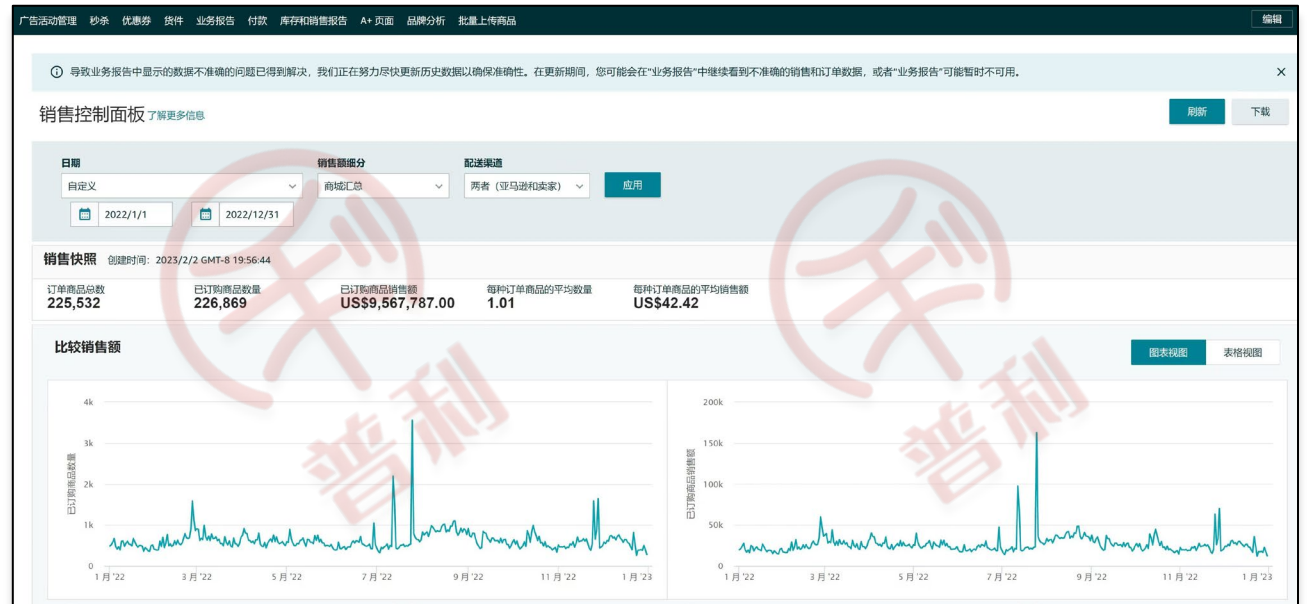 广告活动管理 秒杀 优惠券 货件 业务报告 付款 库存和销售报告 A+ 页面 品牌分析 批量上传商品 编辑
导致业务报告中显示的数据不准确的问题已得到解决，我们正在努力尽快更新历史数据以确保准确性。在更新期间，您可能会在"业务报告"中继续看到不准确的销售和订单数据，或者"业务报告"可能暂时不可用。
销售控制面板 了解更多信息 刷新 下载
日期 销售额细分 配送渠道
自定义 商城汇总 两者（亚马逊和卖家） 应用
2022/1/1 2022/12/31
销售快照 创建时间：2023/2/2 GMT-8 19:56:44
订单商品总数 已订购商品数量 已订购商品销售额 每种订单商品的平均数量 每种订单商品的平均销售额
225,532 226,869 US$9,567,787.00 1.01 US$42.42
比较销售额 图表视图 表格视图
已订购商品数量
4k
3k
2k
1k
0
1月'22 3月'22 5月'22 7月'22 9月'22 11月'22 1月'23
已订购商品销售额
200k
150k
100k
50k
0
1月'22 3月'22 5月'22 7月'22 9月'22 11月'22 1月'23
普利
普利